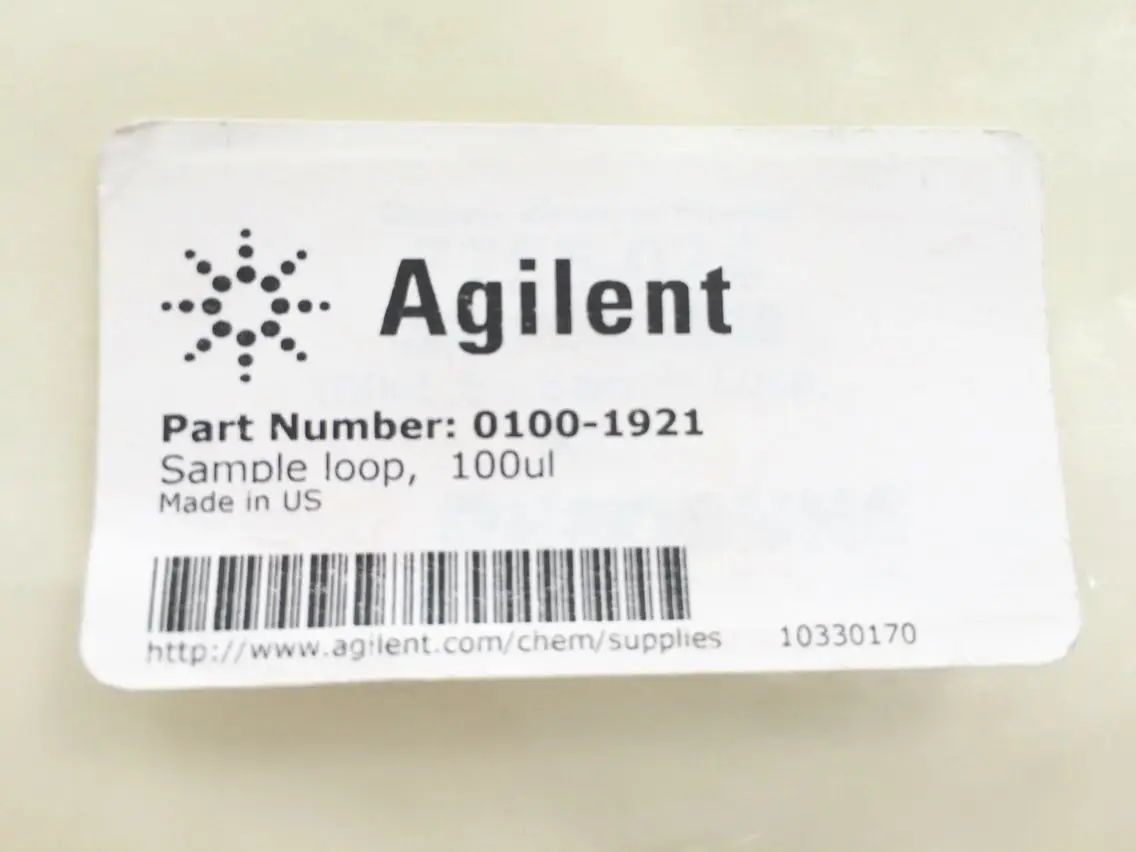 Agilent
Part Number: 0100-1921
Sample loop, 100ul
Made in US
http://www.agilent.com/chem/supplies 10330170